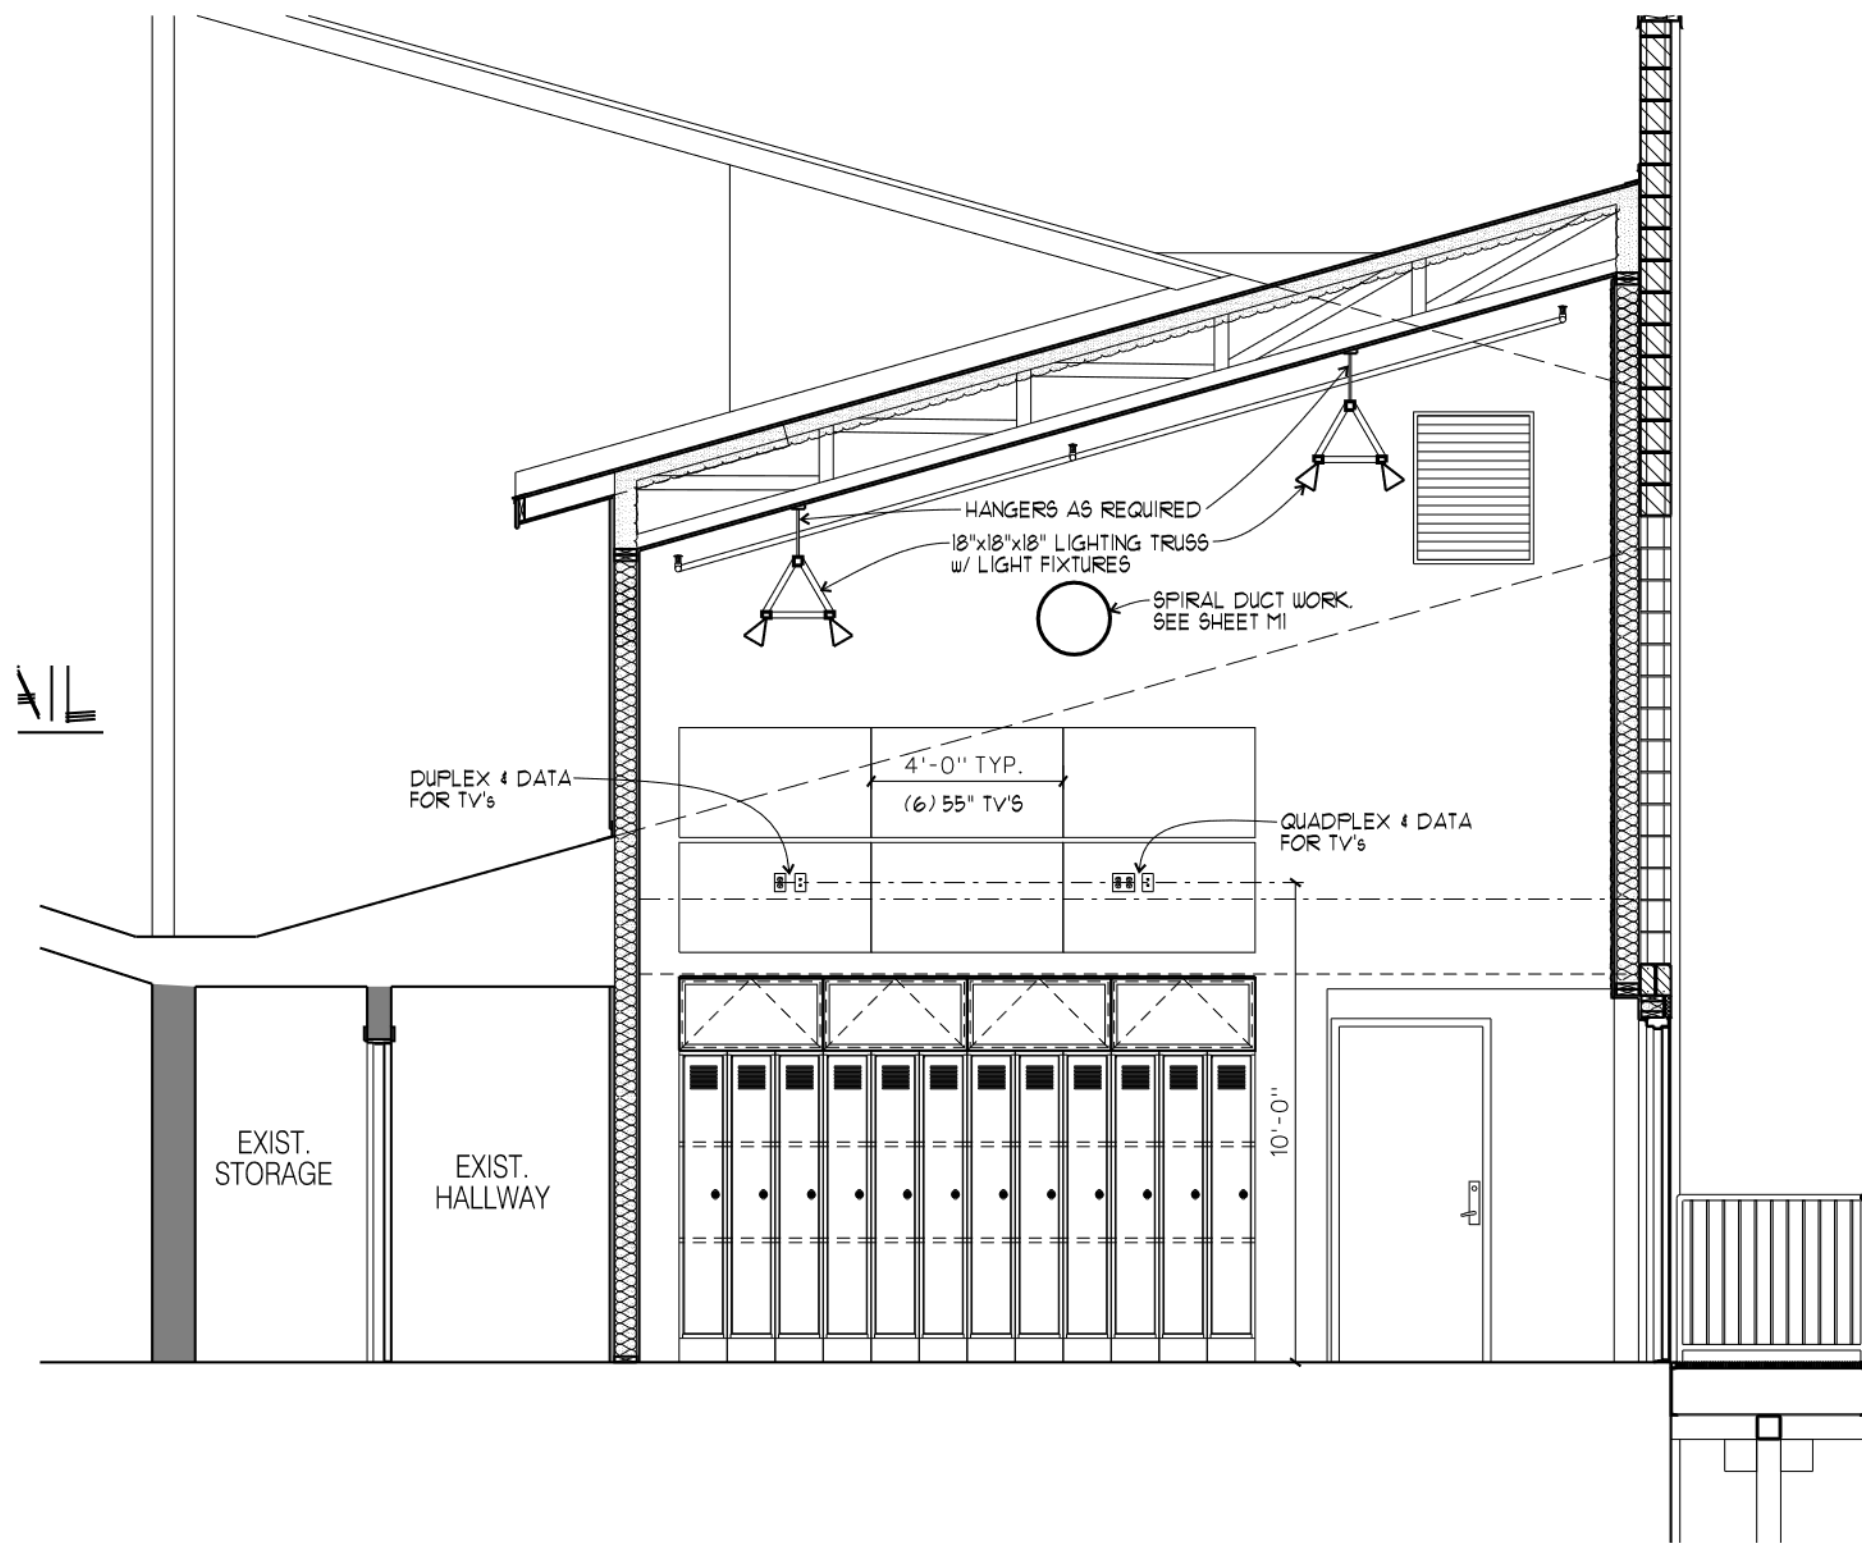 HANGERS AS REQUIRED
18"x18"x18" LIGHTING TRUSS
w/ LIGHT FIXTURES
SPIRAL DUCT WORK.
SEE SHEET M1
AIL
DUPLEX & DATA
FOR TV's
4'-0" TYP.
(6) 55" TV'S
QUADPLEX & DATA
FOR TV's
10'-0"
EXIST.
STORAGE
EXIST.
HALLWAY